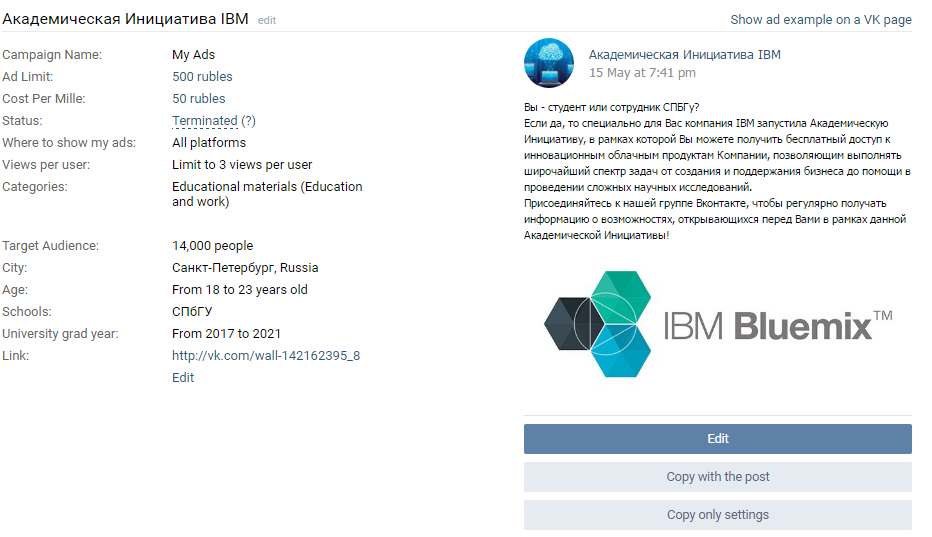 Академическая Инициатива IBM edit
Show ad example on a VK page
Campaign Name: My Ads
Ad Limit: 500 rubles
Cost Per Mille: 50 rubles
Status: Terminated (?)
Where to show my ads: All platforms
Views per user: Limit to 3 views per user
Categories: Educational materials (Education
and work)
Target Audience: 14,000 people
City: Санкт-Петербург, Russia
Age: From 18 to 23 years old
Schools: СПбГУ
University grad year: From 2017 to 2021
Link: http://vk.com/wall-142162395_8
Edit
Академическая Инициатива IBM
15 May at 7:41 pm
Вы - студент или сотрудник СПБГу?
Если да, то специально для Вас компания IBM запустила Академическую
Инициативу, в рамках которой Вы можете получить бесплатный доступ к
инновационным облачным продуктам Компании, позволяющим выполнять
широчайший спектр задач от создания и поддержания бизнеса до помощи в
проведении сложных научных исследований.
Присоединяйтесь к нашей группе Вконтакте, чтобы регулярно получать
информацию о возможностях, открывающихся перед Вами в рамках данной
Академической Инициативы!
IBM Bluemix™
Edit
Copy with the post
Copy only settings